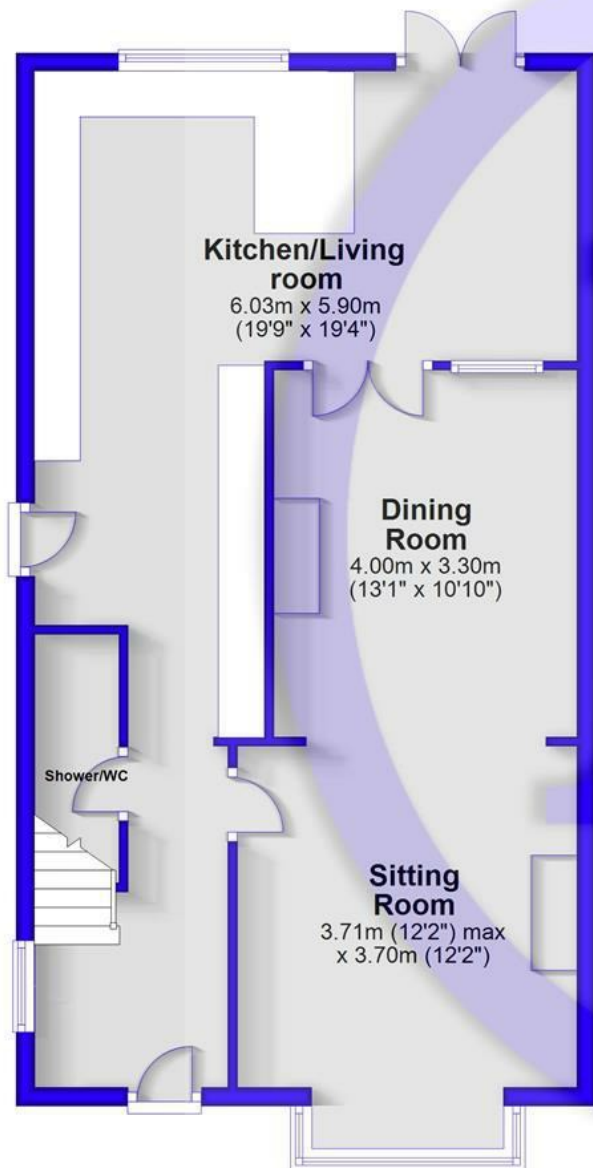 Kitchen/Living
room
6.03m x 5.90m
(19'9" x 19'4")
Dining
Room
4.00m x 3.30m
(13'1" x 10'10")
Shower/WC
Sitting
Room
3.71m (12'2") max
x 3.70m (12'2")